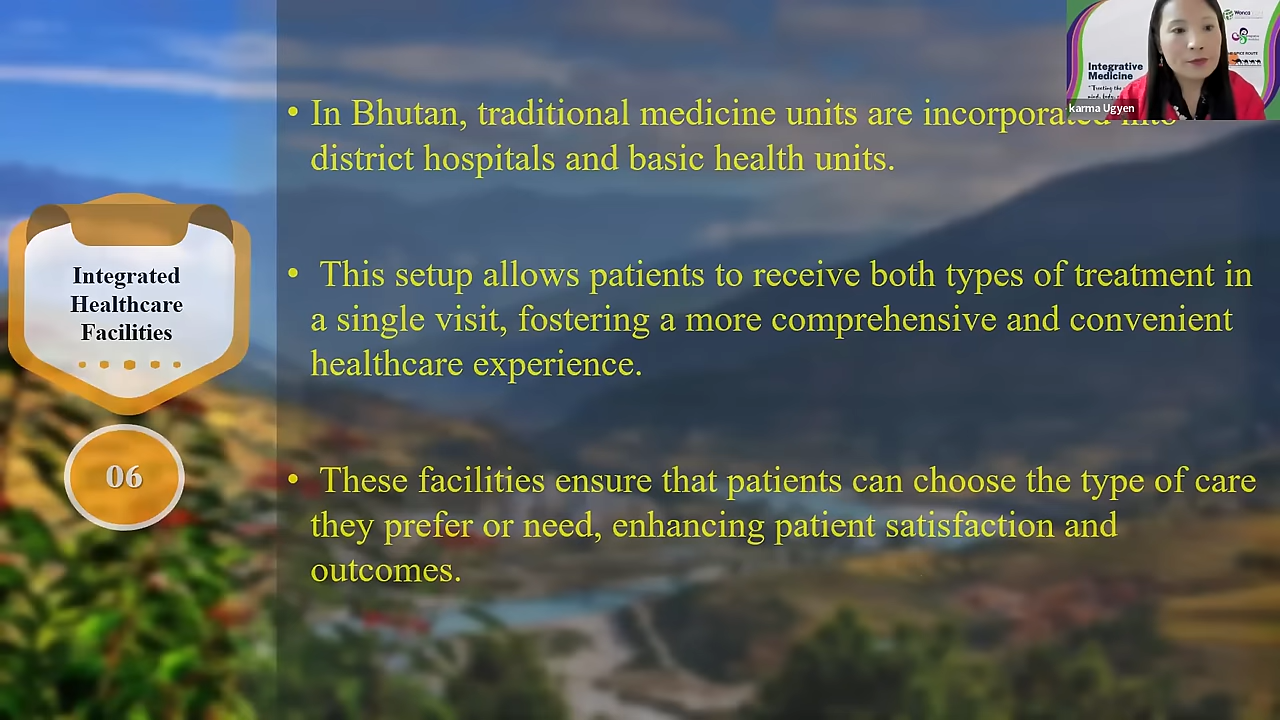 Integrated
Healthcare
Facilities
06
• In Bhutan, traditional medicine units are incorporated into
district hospitals and basic health units.
• This setup allows patients to receive both types of treatment in
a single visit, fostering a more comprehensive and convenient
healthcare experience.
• These facilities ensure that patients can choose the type of care
they prefer or need, enhancing patient satisfaction and
outcomes.
Integrative
Medicine
Wonca
karma Ugyen